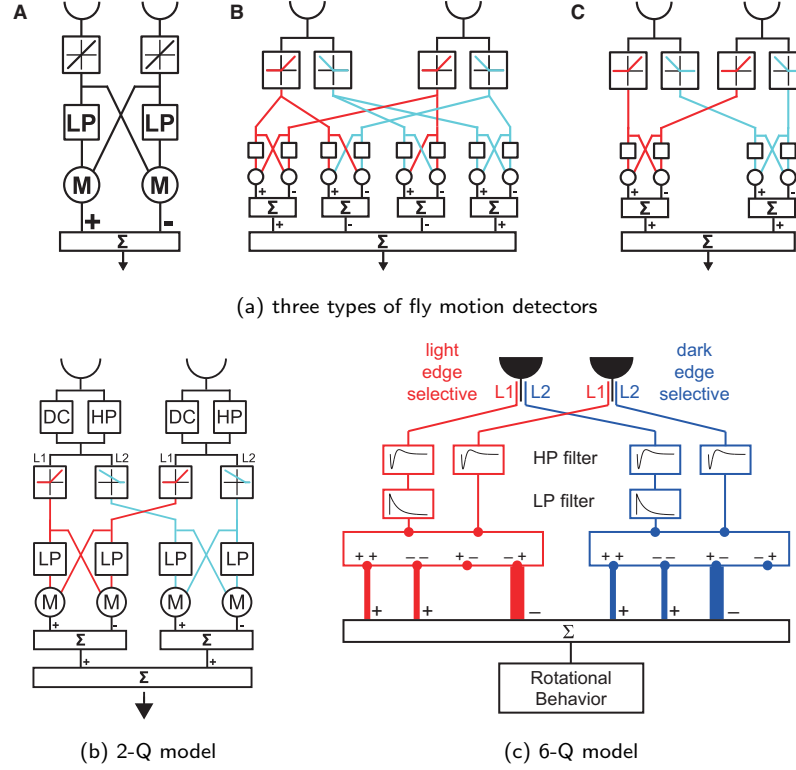 A
B
C
LP LP
M M
+ -
Σ
+ - + - + - + -
Σ Σ Σ Σ
+ - - +
Σ
+ - + -
Σ Σ
+ +
Σ
(a) three types of fly motion detectors
DC HP DC HP
L1 L2 L1 L2
LP LP LP LP
M M M M
+ - + -
Σ Σ
+ +
Σ
(b) 2-Q model
light
edge
selective
dark
edge
selective
L1 L2 L1 L2
HP filter
LP filter
+ + − − + − − + + + − − + − − +
+ + − + + −
Σ
Rotational
Behavior
(c) 6-Q model